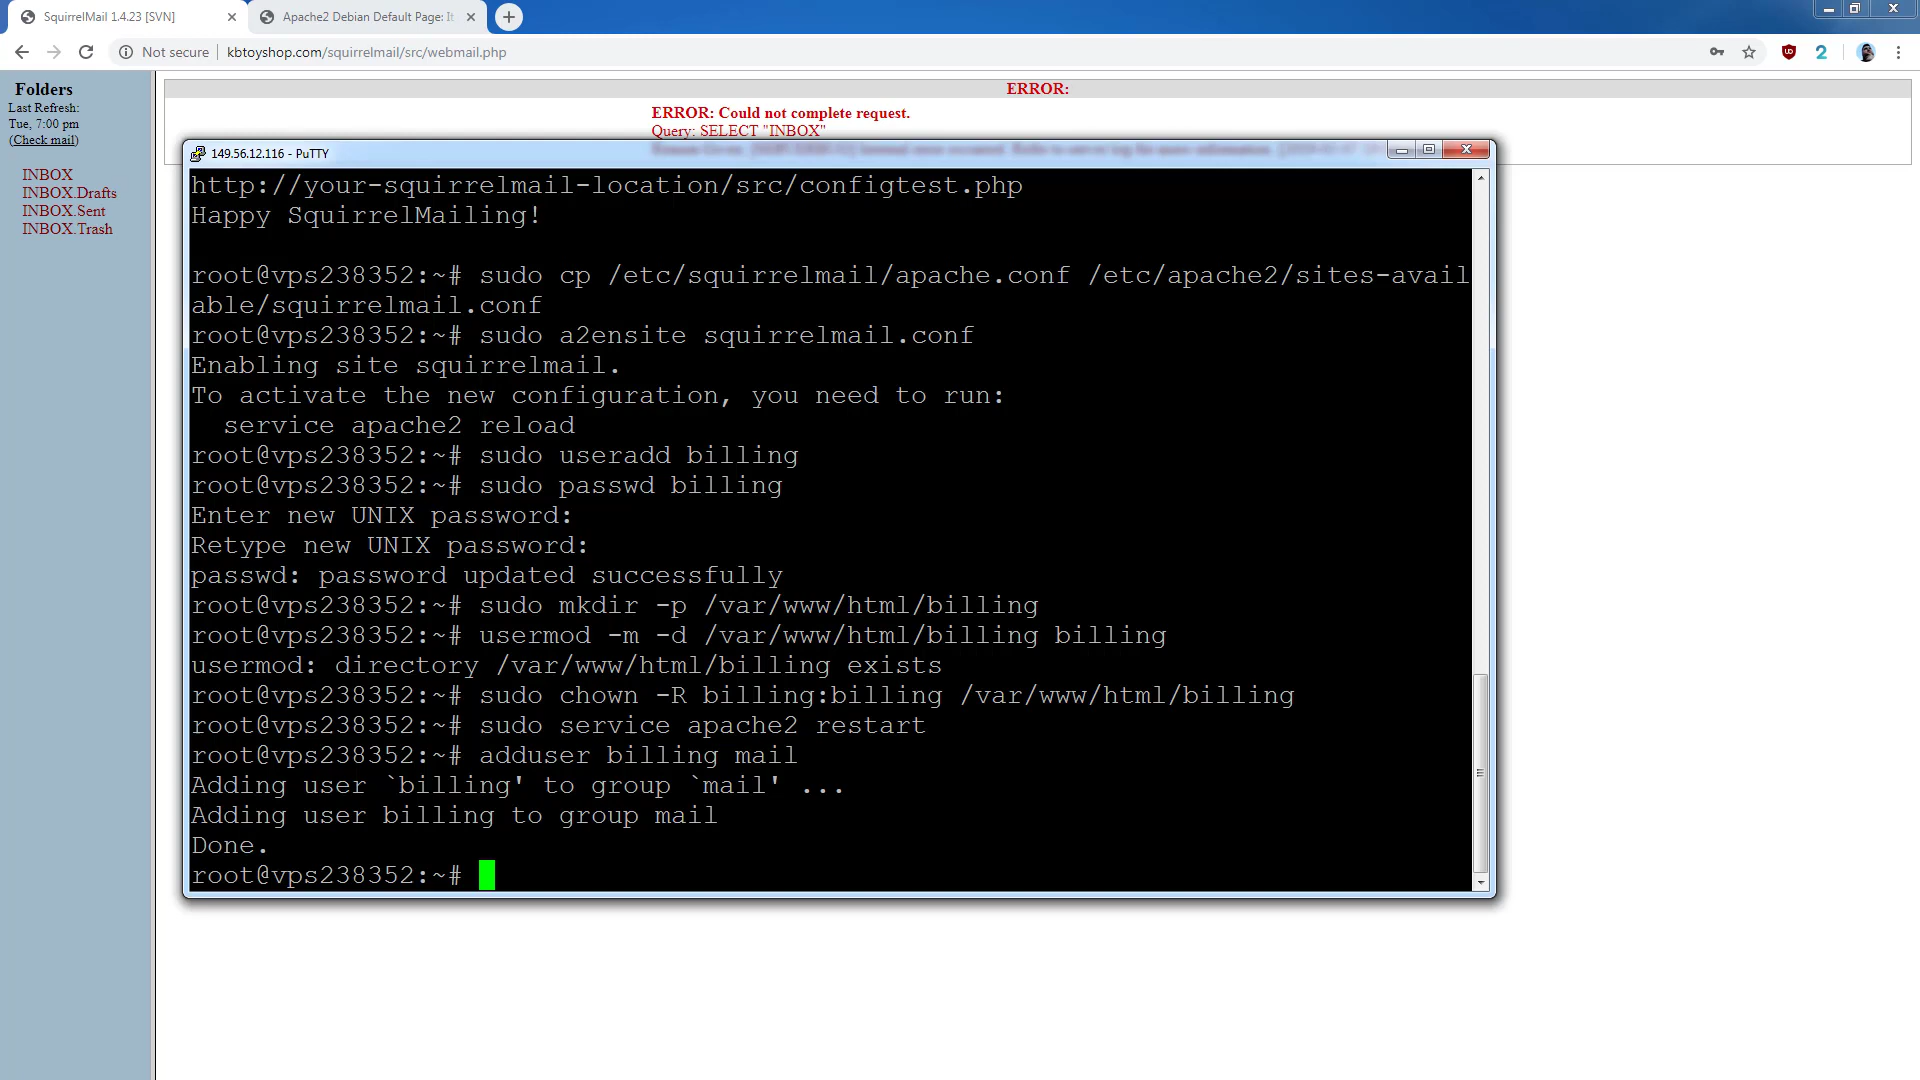 SquirrelMail 1.4.23 [SVN]
Apache2 Debian Default Page: It
Not secure
kbtoyshop.com/squirrelmail/src/webmail.php
2
Folders
Last Refresh:
Tue, 7:00 pm
(Check mail)
INBOX
INBOX.Drafts
INBOX.Sent
INBOX.Trash
ERROR:
ERROR: Could not complete request.
Query: SELECT "INBOX"
149.56.12.116 - PuTTY
http://your-squirrelmail-location/src/configtest.php
Happy SquirrelMailing!
root@vps238352:~# sudo cp /etc/squirrelmail/apache.conf /etc/apache2/sites-avail
able/squirrelmail.conf
root@vps238352:~# sudo a2ensite squirrelmail.conf
Enabling site squirrelmail.
To activate the new configuration, you need to run:
service apache2 reload
root@vps238352:~# sudo useradd billing
root@vps238352:~# sudo passwd billing
Enter new UNIX password:
Retype new UNIX password:
passwd: password updated successfully
root@vps238352:~# sudo mkdir -p /var/www/html/billing
root@vps238352:~# usermod -m -d /var/www/html/billing billing
usermod: directory /var/www/html/billing exists
root@vps238352:~# sudo chown -R billing:billing /var/www/html/billing
root@vps238352:~# sudo service apache2 restart
root@vps238352:~# adduser billing mail
Adding user `billing' to group `mail' ...
Adding user billing to group mail
Done.
root@vps238352:~#